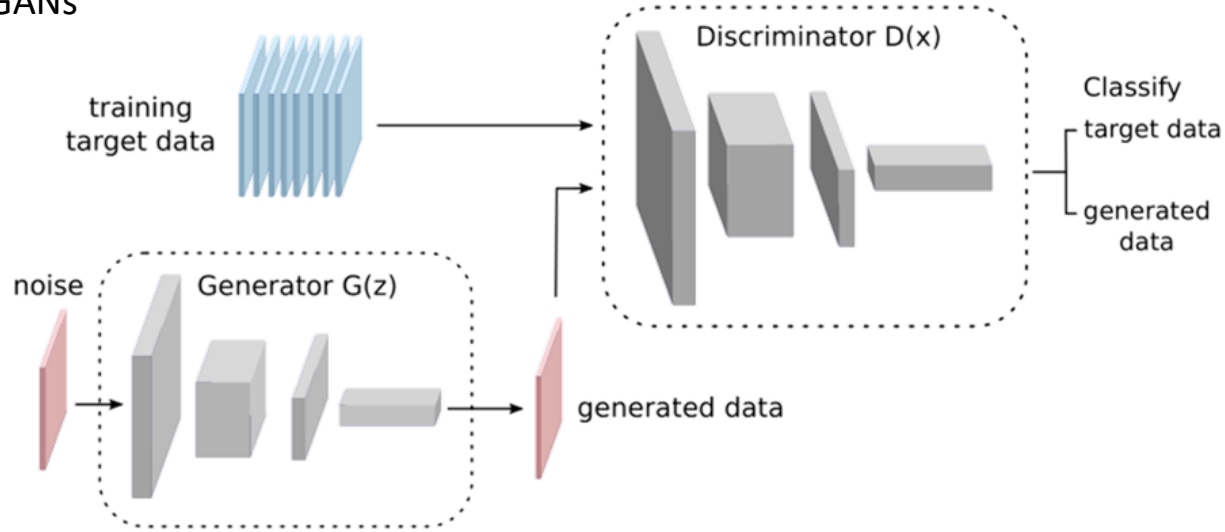 GANs
Discriminator D(x)
training
target data
Classify
target data
generated
data
noise
Generator G(z)
generated data